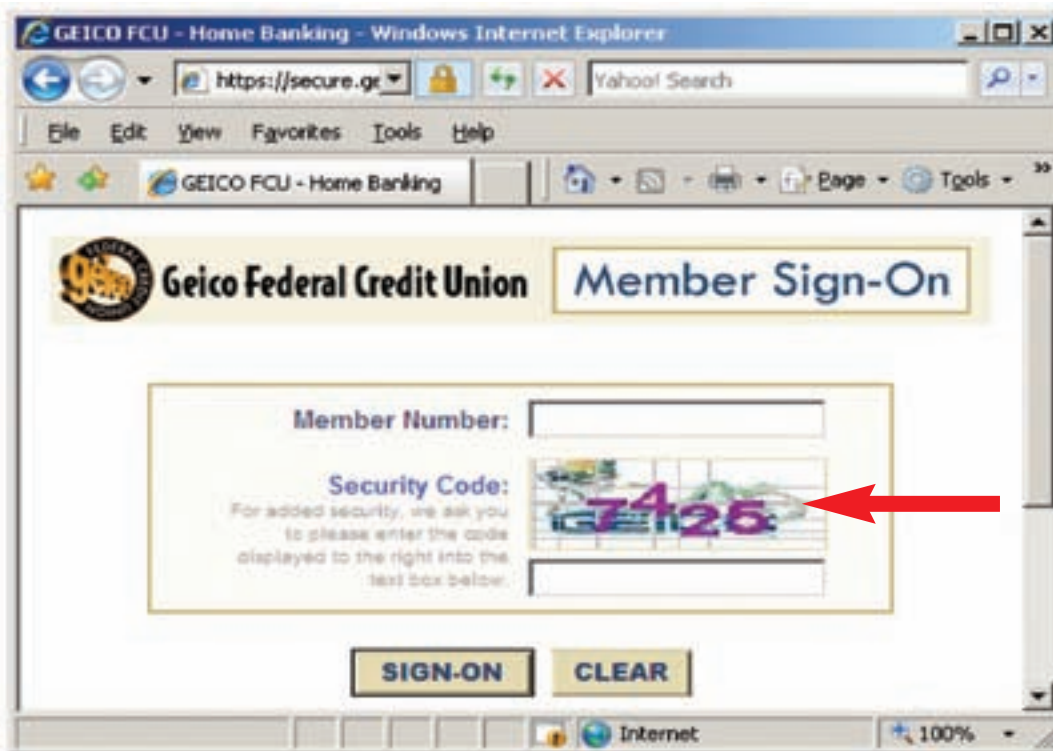 GEICO FCU - Home Banking - Windows Internet Explorer
https://secure.ge
Yahoo! Search
File Edit View Favorites Tools Help
GEICO FCU - Home Banking
Page Tools »
Geico Federal Credit Union
Member Sign-On
Member Number:
Security Code:
For added security, we ask you
to please enter the code
displayed to the right into the
text box below.
7425
SIGN-ON CLEAR
Internet
100%